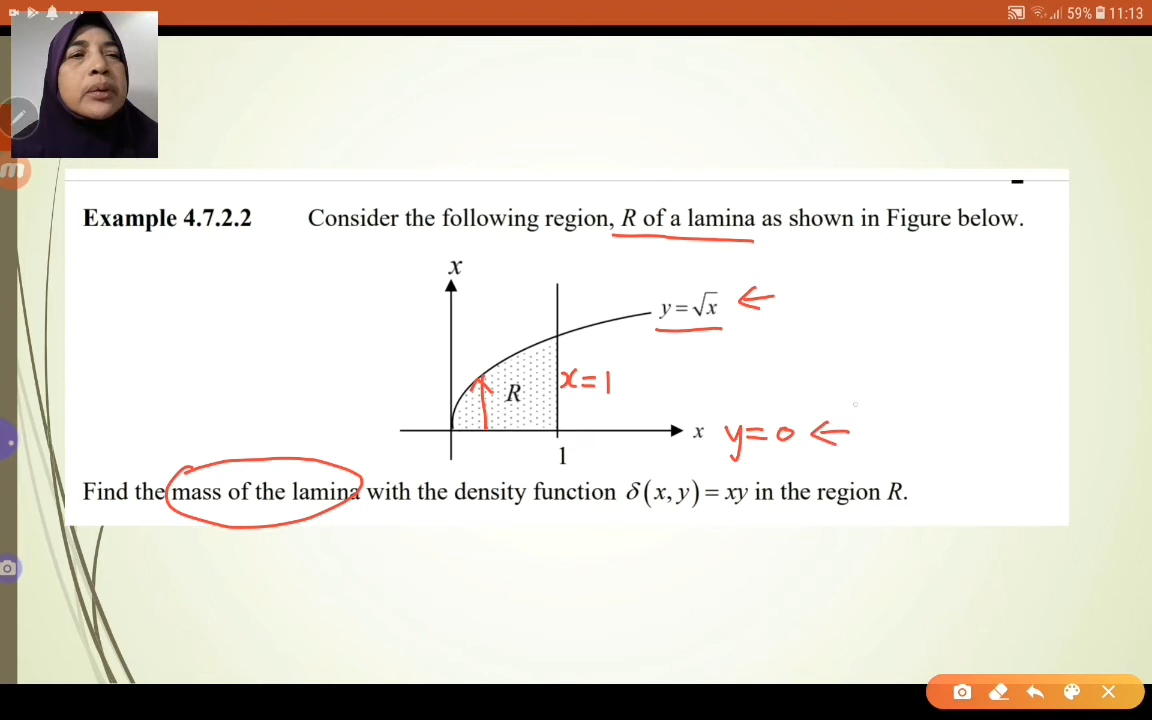 59% 11:13
m
Example 4.7.2.2 Consider the following region, R of a lamina as shown in Figure below.
x
y = √x ←
R x = 1
x y = 0 ←
1
Find the mass of the lamina with the density function δ(x, y) = xy in the region R.